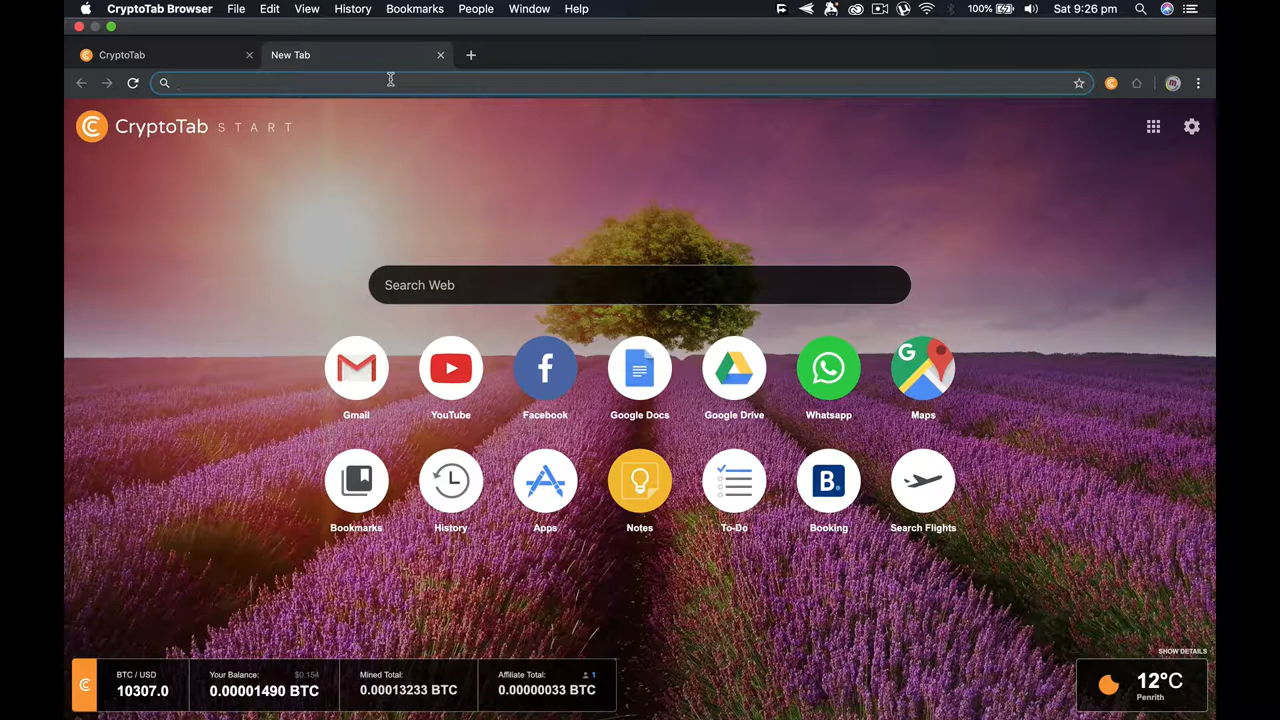 CryptoTab Browser File Edit View History Bookmarks People Window Help 100% Sat 9:26 pm
CryptoTab New Tab
CryptoTab START
Search Web
Gmail YouTube Facebook Google Docs Google Drive Whatsapp Maps
Bookmarks History Apps Notes To-Do Booking Search Flights
SHOW DETAILS
BTC / USD Your Balance: $0.154 Mined Total: Affiliate Total: 1
10307.0 0.00001490 BTC 0.00013233 BTC 0.00000033 BTC
12°C
Penrith